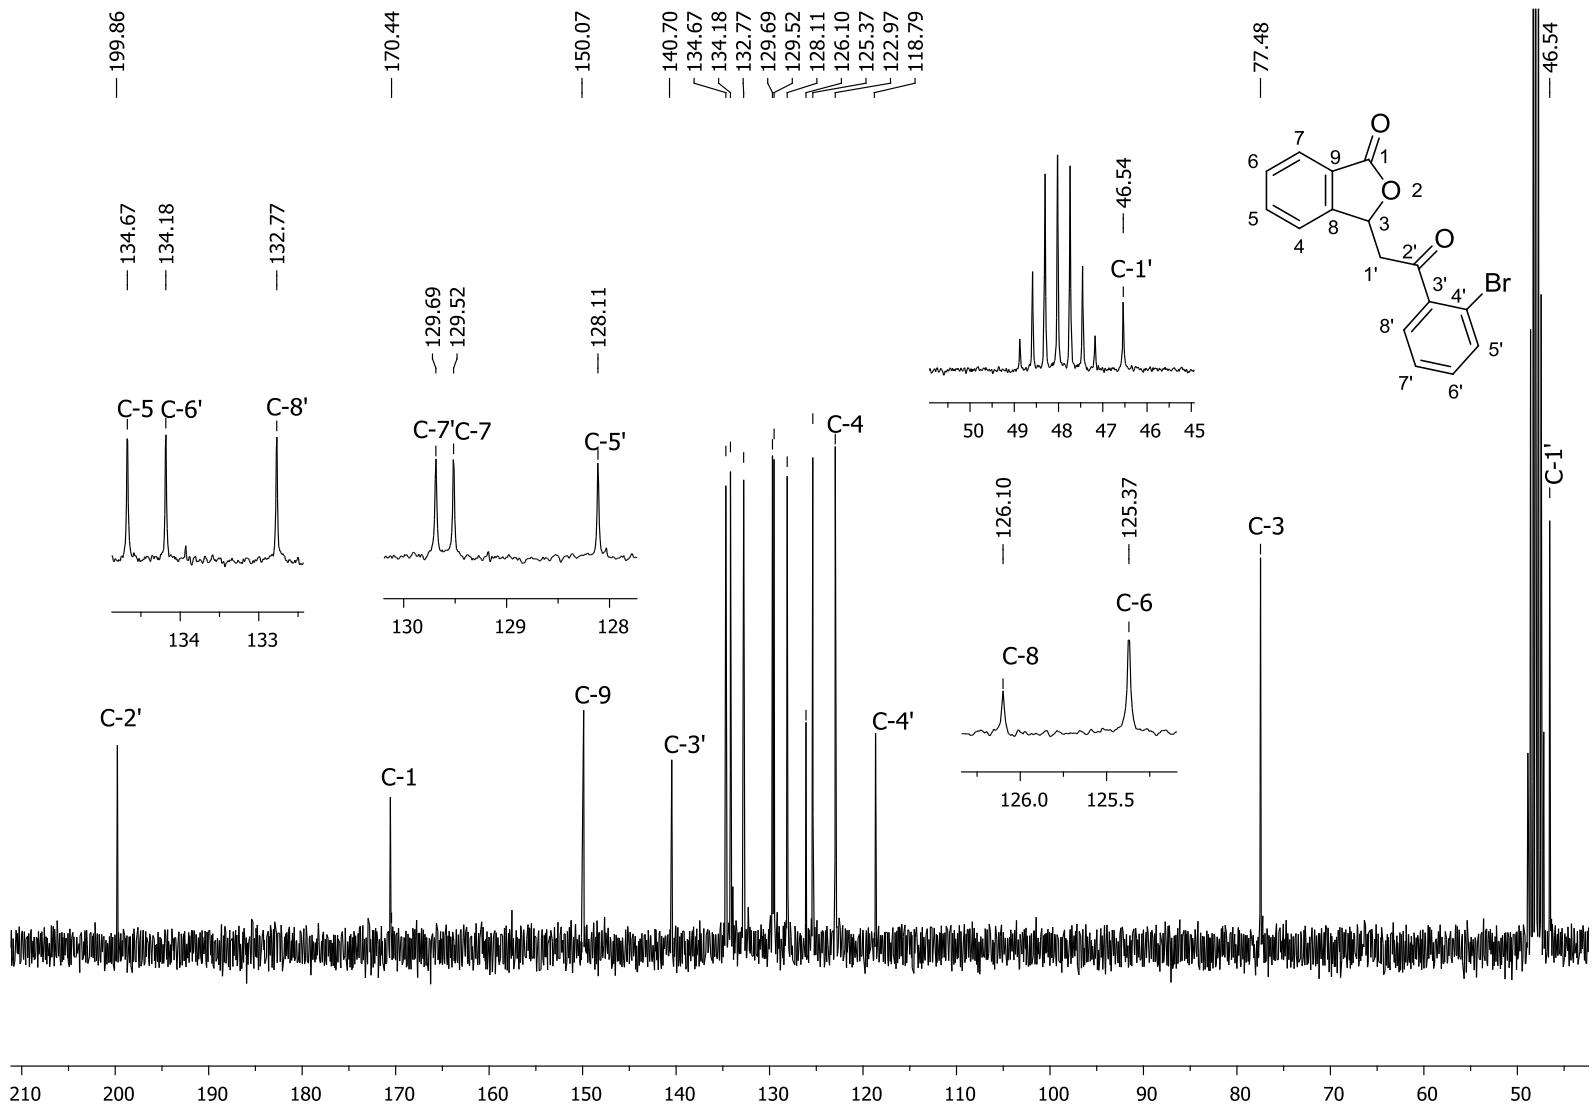 199.86
170.44
150.07
140.70
134.67
134.18
132.77
129.69
129.52
128.11
126.10
125.37
122.97
118.79
77.48
46.54
134.67
134.18
132.77
C-5 C-6' C-8'
134 133
129.69
129.52
128.11
C-7' C-7 C-5'
130 129 128
46.54
C-1'
50 49 48 47 46 45
126.10
125.37
C-8
C-6
126.0 125.5
O
7
6
9
1
O
2
5
8
3
4
O
1'
2'
3'
4'
Br
8'
5'
7'
6'
C-2'
C-1
C-9
C-3'
C-4
C-4'
C-3
C-1'
210 200 190 180 170 160 150 140 130 120 110 100 90 80 70 60 50